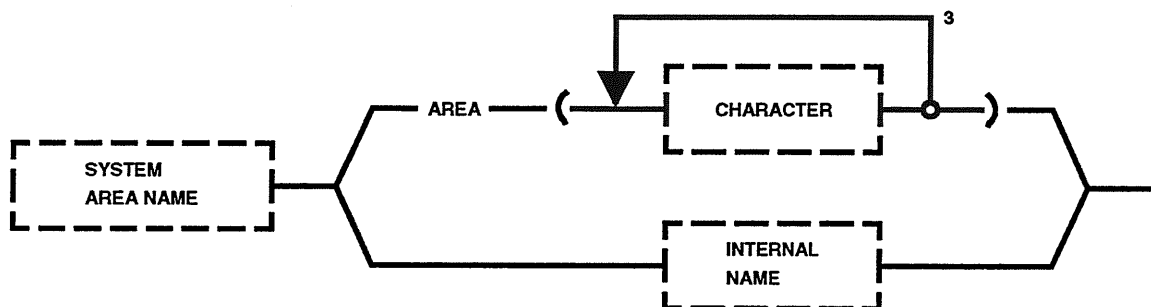 3
AREA ( CHARACTER )
SYSTEM
AREA NAME
INTERNAL
NAME